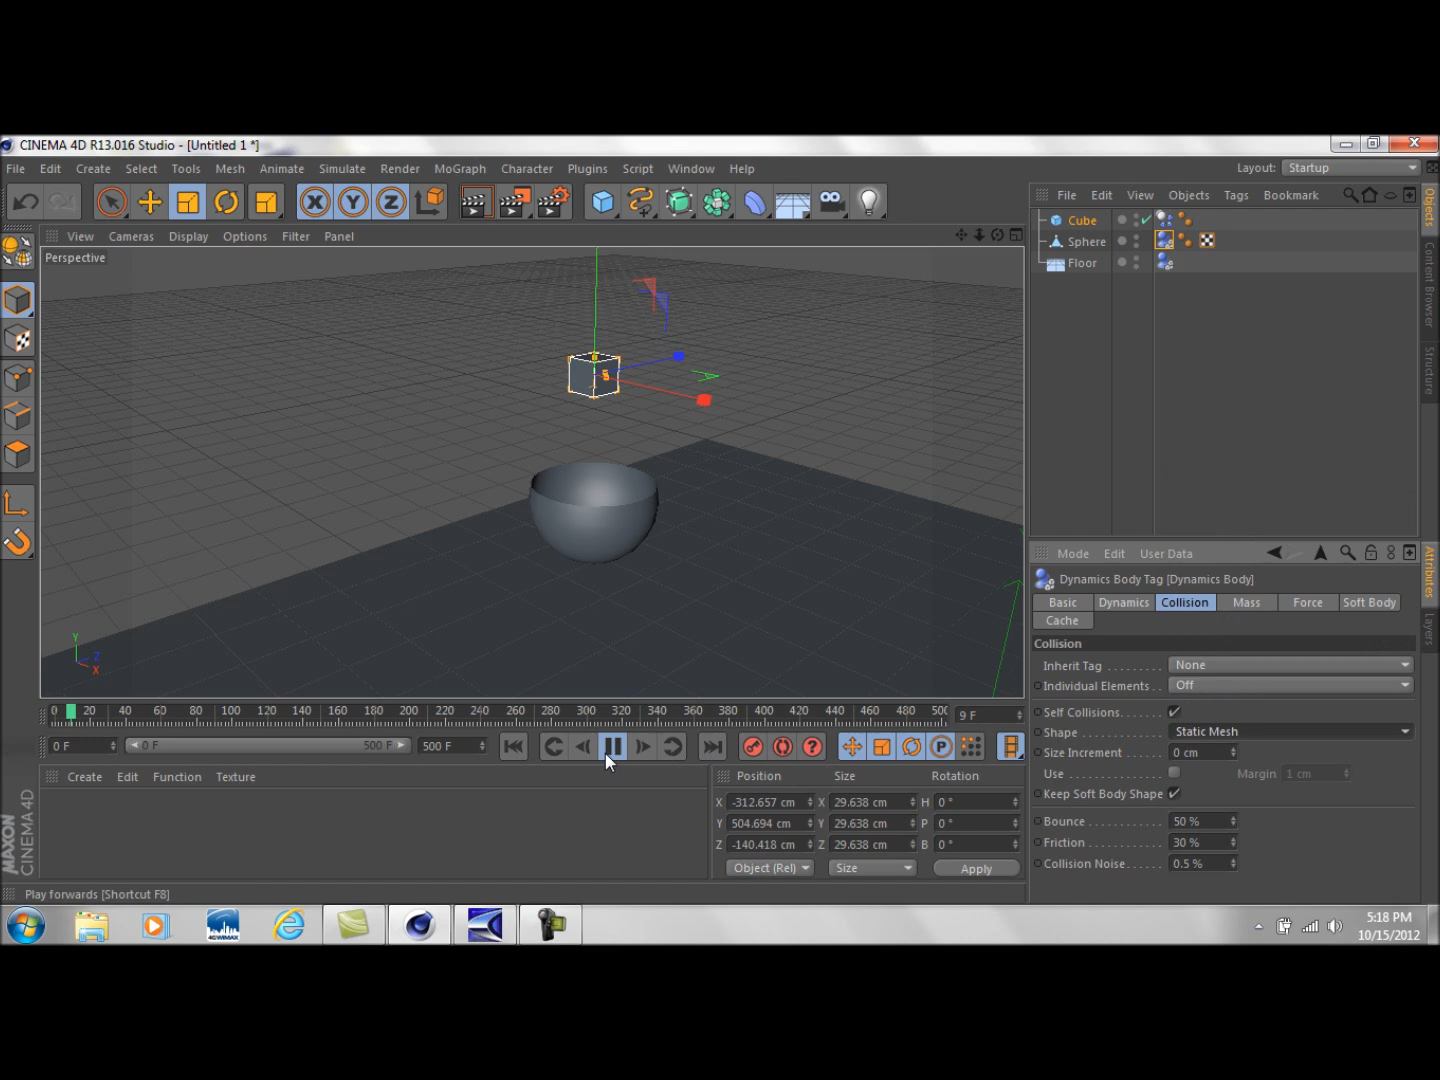 CINEMA 4D R13.016 Studio - [Untitled 1 *]
File Edit Create Select Tools Mesh Simulate Render MoGraph Character Plugins Script Window Help Layout: Startup
Animate
X Y Z
File Edit View Objects Tags Bookmark
View Cameras Display Options Filter Panel
Perspective
Cube
Sphere
Floor
Objects
Content Browser
Structure
Mode Edit User Data
Dynamics Body Tag [Dynamics Body]
Basic Dynamics Collision Mass Force Soft Body
Cache
Collision
Inherit Tag . . . . . . . . None
Individual Elements . . Off
Self Collisions. . . . . . .
Shape . . . . . . . . . . . . Static Mesh
Size Increment . . . . . 0 cm
Use . . . . . . . . . . . . . . Margin 1 cm
Keep Soft Body Shape
Bounce . . . . . . . . . . . 50 %
Friction . . . . . . . . . . . 30 %
Collision Noise. . . . . . 0.5 %
Attributes
Layers
Y
Z
X
0 20 40 60 80 100 120 140 160 180 200 220 240 260 280 300 320 340 360 380 400 420 440 460 480 500 9 F
0 F 0 F 500 F 500 F
P
Create Edit Function Texture
Position Size Rotation
X -312.657 cm X 29.638 cm H 0 °
Y 504.694 cm Y 29.638 cm P 0 °
Z -140.418 cm Z 29.638 cm B 0 °
Object (Rel) Size Apply
MAXON
CINEMA 4D
Play forwards [Shortcut F8]
4GWIMAX
5:18 PM
10/15/2012